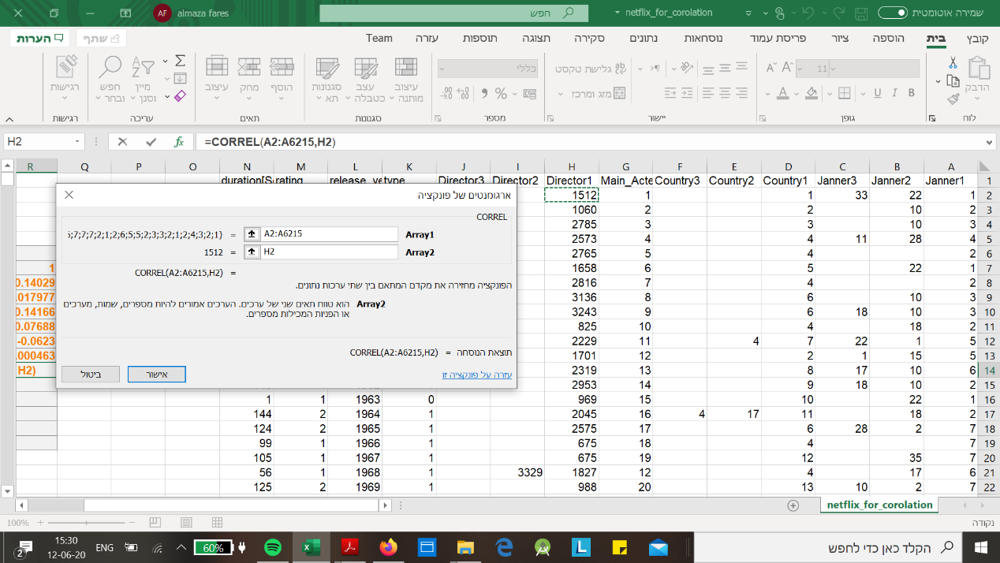 שמירה אוטומטית
netflix_for_corolation
חפש
almaza fares
AF
קובץ בית הוספה ציור פריסת עמוד נוסחאות נתונים סקירה תצוגה תוספות עזרה Team
שתף
הערות
הדבק
לוח
11
B I U
גופן
גלישת טקסט
מזג ומרכז
יישור
כללי
מספר
עיצוב מותנה
עצב כטבלה
סגנונות תא
סגנונות
הוסף
מחק
עיצוב
תאים
מיין וסנן
חפש ובחר
עריכה
רגישות
רגישות
H2
=CORREL(A2:A6215,H2)
R Q P O N M L K J I H G F E D C B A
duration[S rating release_ye type Director3 Director2 Director1 Main_Acte Country3 Country2 Country1 Janner3 Janner2 Janner1 1
1512 1 1 33 22 1 2
1060 2 2 10 2 3
2785 3 3 10 3 4
2573 4 4 11 28 4 5
2765 5 4 2 6
1 1658 6 5 22 1 7
0.14029 2816 7 4 2 8
.017977 3136 8 6 10 3 9
0.14166 3243 9 6 18 10 3 10
0.07688 825 10 4 18 2 11
-0.0623 2229 11 4 7 22 1 5 12
.000463 1701 12 2 1 15 5 13
H2) 2319 13 8 17 10 6 14
2953 14 9 18 10 2 15
1 1 1963 0 969 15 10 22 1 16
144 2 1964 1 2045 16 4 17 11 18 2 17
124 2 1965 1 2575 17 6 28 2 7 18
99 1 1966 1 675 18 4 7 19
105 1 1967 1 675 19 12 35 7 20
56 1 1968 1 3329 1827 12 4 17 6 21
125 2 1969 1 988 20 13 10 2 7 22
ארגומנטים של פונקציה
CORREL
Array1 A2:A6215 = ;7;7;7;2;1;2;6;5;5;2;3;3;2;1;2;4;3;2;1}
Array2 H2 = 1512
= CORREL(A2:A6215,H2)
הפונקציה מחזירה את מקדם המתאם בין שתי ערכות נתונים.
Array2 הוא טווח תאים שני של ערכים. הערכים אמורים להיות מספרים, שמות, מערכים
או הפניות המכילות מספרים.
תוצאת הנוסחה = CORREL(A2:A6215,H2)
עזרה על פונקציה זו
אישור
ביטול
netflix_for_corolation
נקודה
100%
הקלד כאן כדי לחפש
60%
ENG
15:30
12-06-20
2